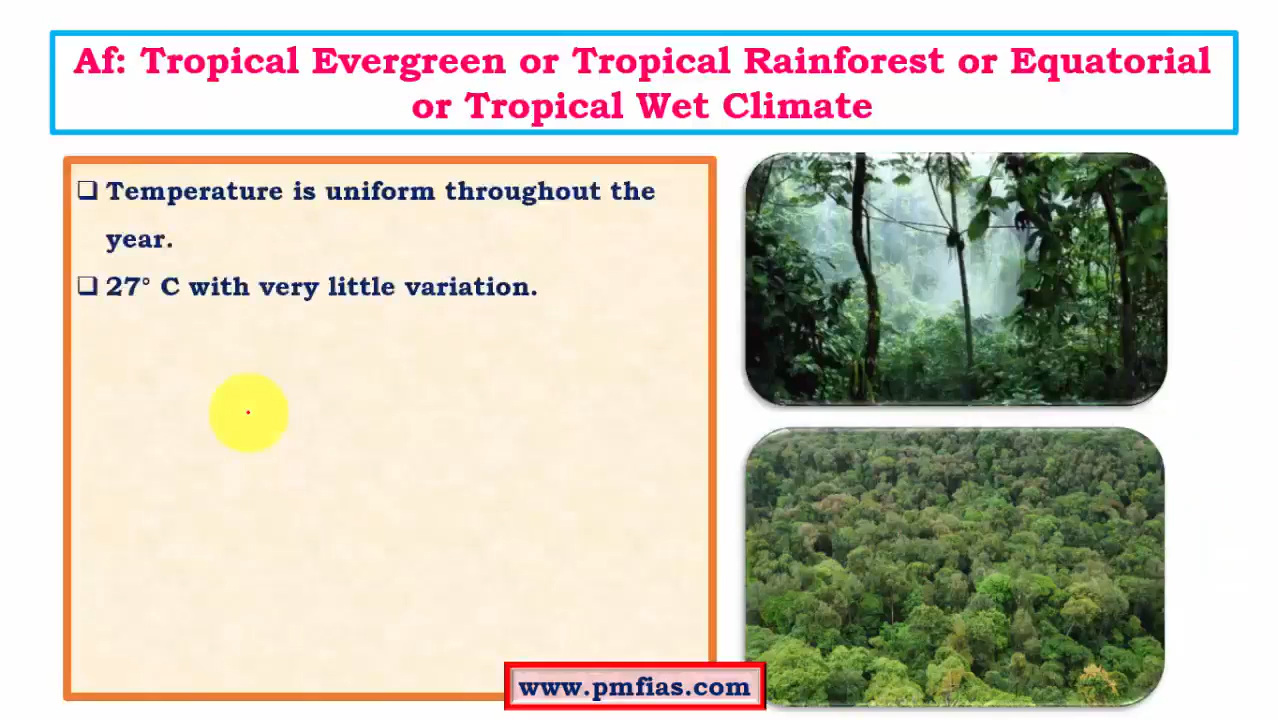 Af: Tropical Evergreen or Tropical Rainforest or Equatorial
or Tropical Wet Climate
❑ Temperature is uniform throughout the
year.
❑ 27° C with very little variation.
www.pmfias.com